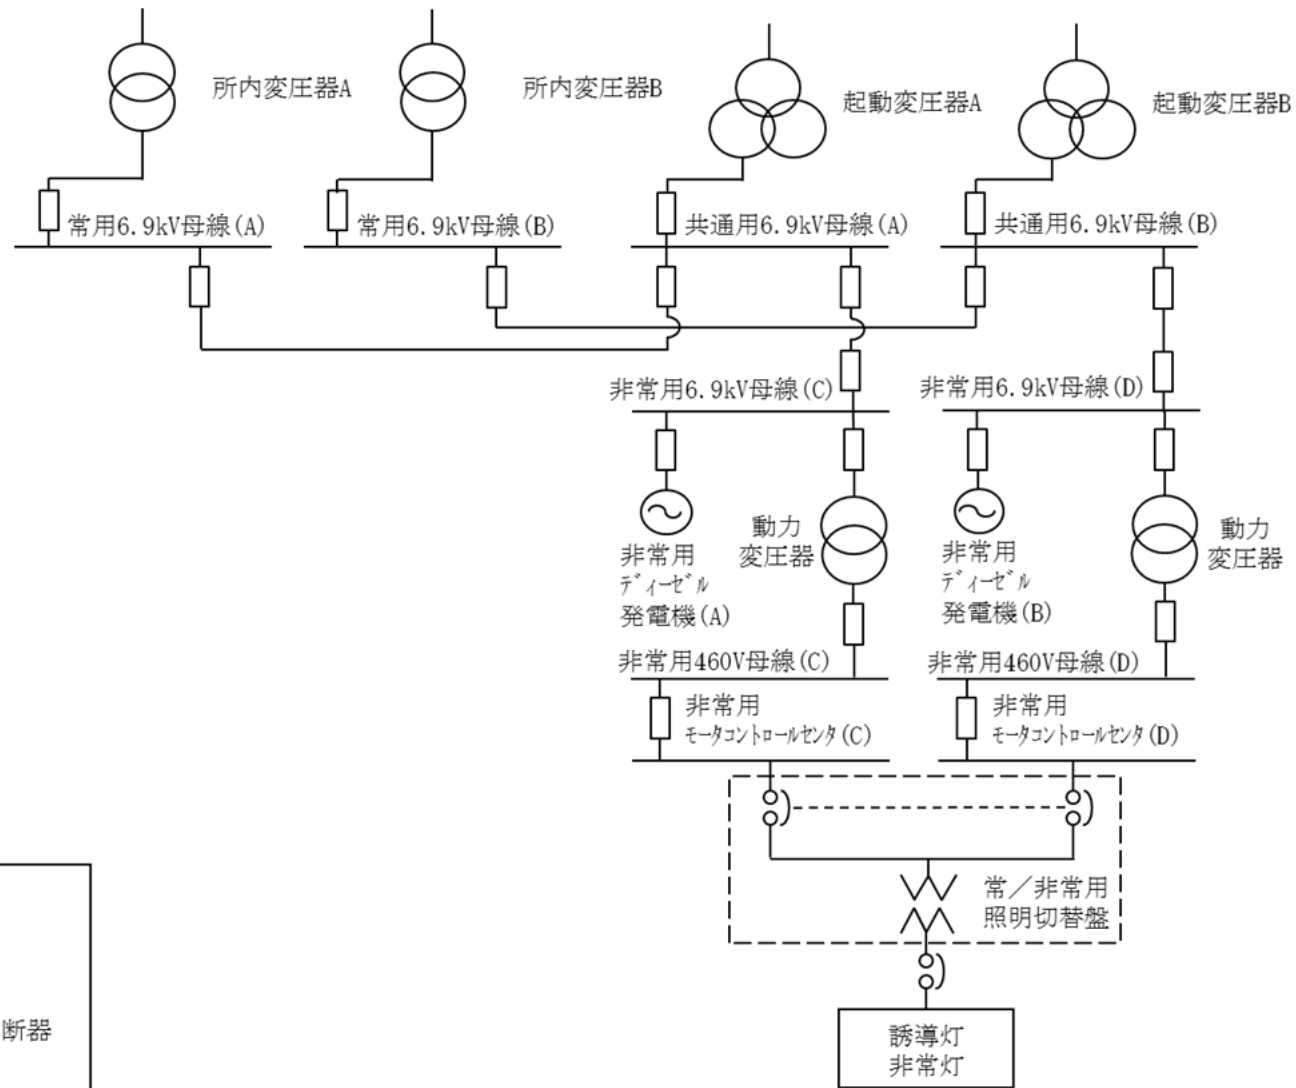 所内変圧器A
所内変圧器B
起動変圧器A
起動変圧器B
常用6.9kV母線(A)
常用6.9kV母線(B)
共通用6.9kV母線(A)
共通用6.9kV母線(B)
非常用6.9kV母線(C)
非常用6.9kV母線(D)
非常用
ディーゼル
発電機(A)
動力
変圧器
非常用
ディーゼル
発電機(B)
動力
変圧器
非常用460V母線(C)
非常用460V母線(D)
非常用
モータコントロールセンタ(C)
非常用
モータコントロールセンタ(D)
常／非常用
照明切替盤
断器
誘導灯
非常灯